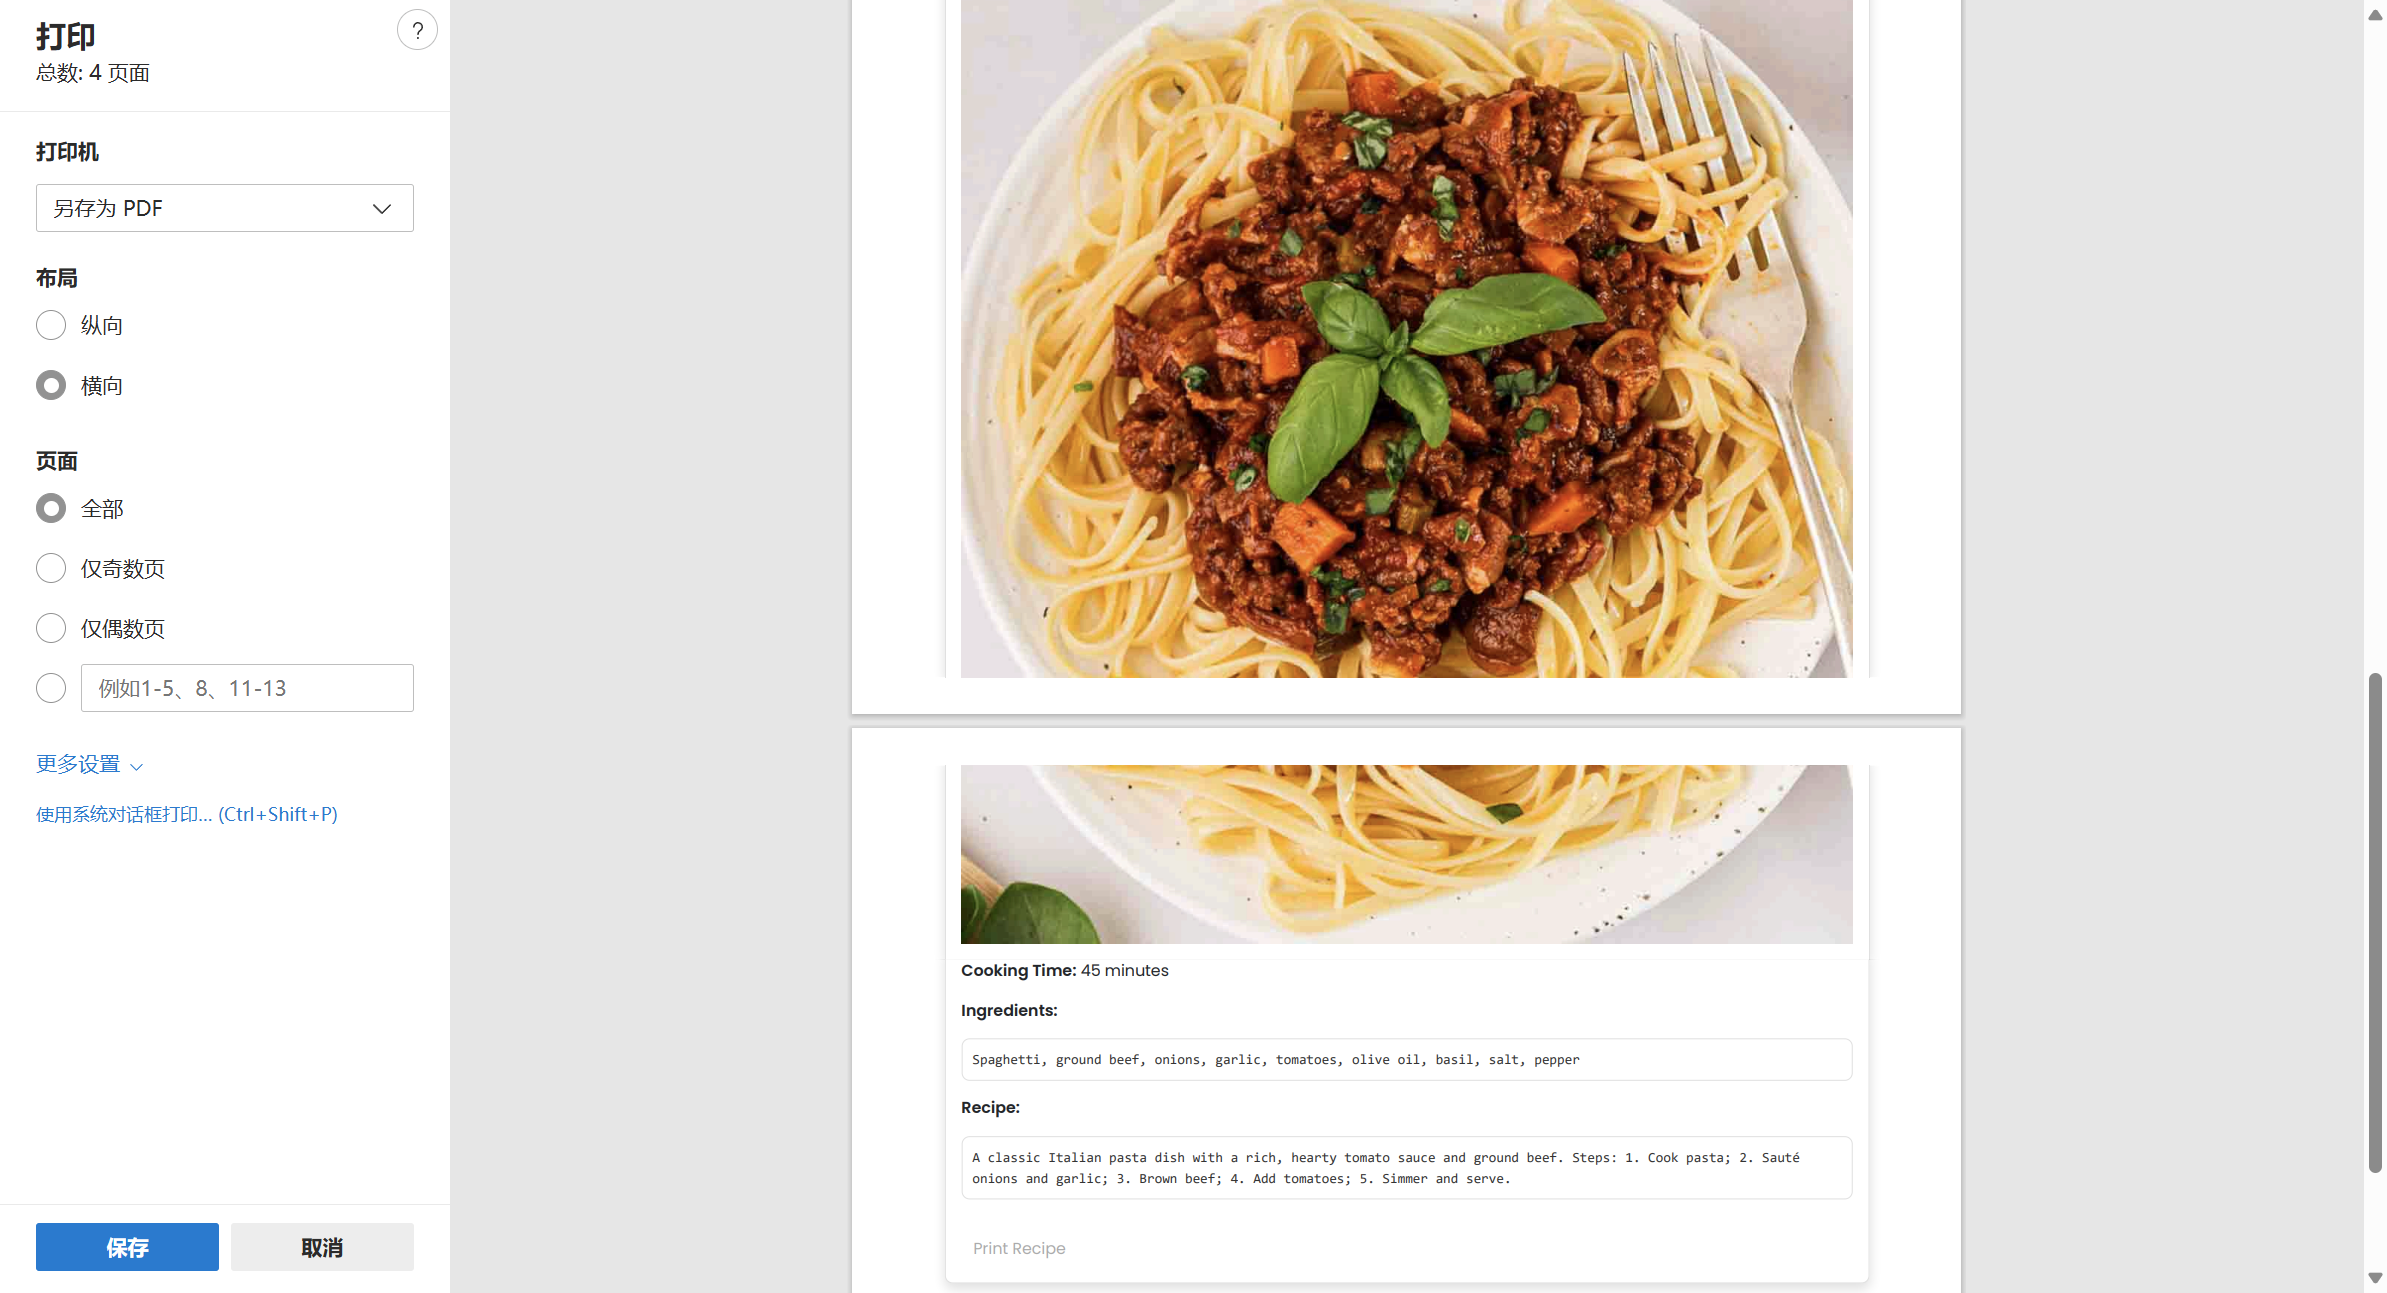 打印
?
总数: 4 页面
打印机
另存为 PDF
布局
纵向
横向
页面
全部
仅奇数页
仅偶数页
例如1-5、8、11-13
更多设置
使用系统对话框打印... (Ctrl+Shift+P)
保存
取消
Cooking Time: 45 minutes
Ingredients:
Spaghetti, ground beef, onions, garlic, tomatoes, olive oil, basil, salt, pepper
Recipe:
A classic Italian pasta dish with a rich, hearty tomato sauce and ground beef. Steps: 1. Cook pasta; 2. Sauté
onions and garlic; 3. Brown beef; 4. Add tomatoes; 5. Simmer and serve.
Print Recipe